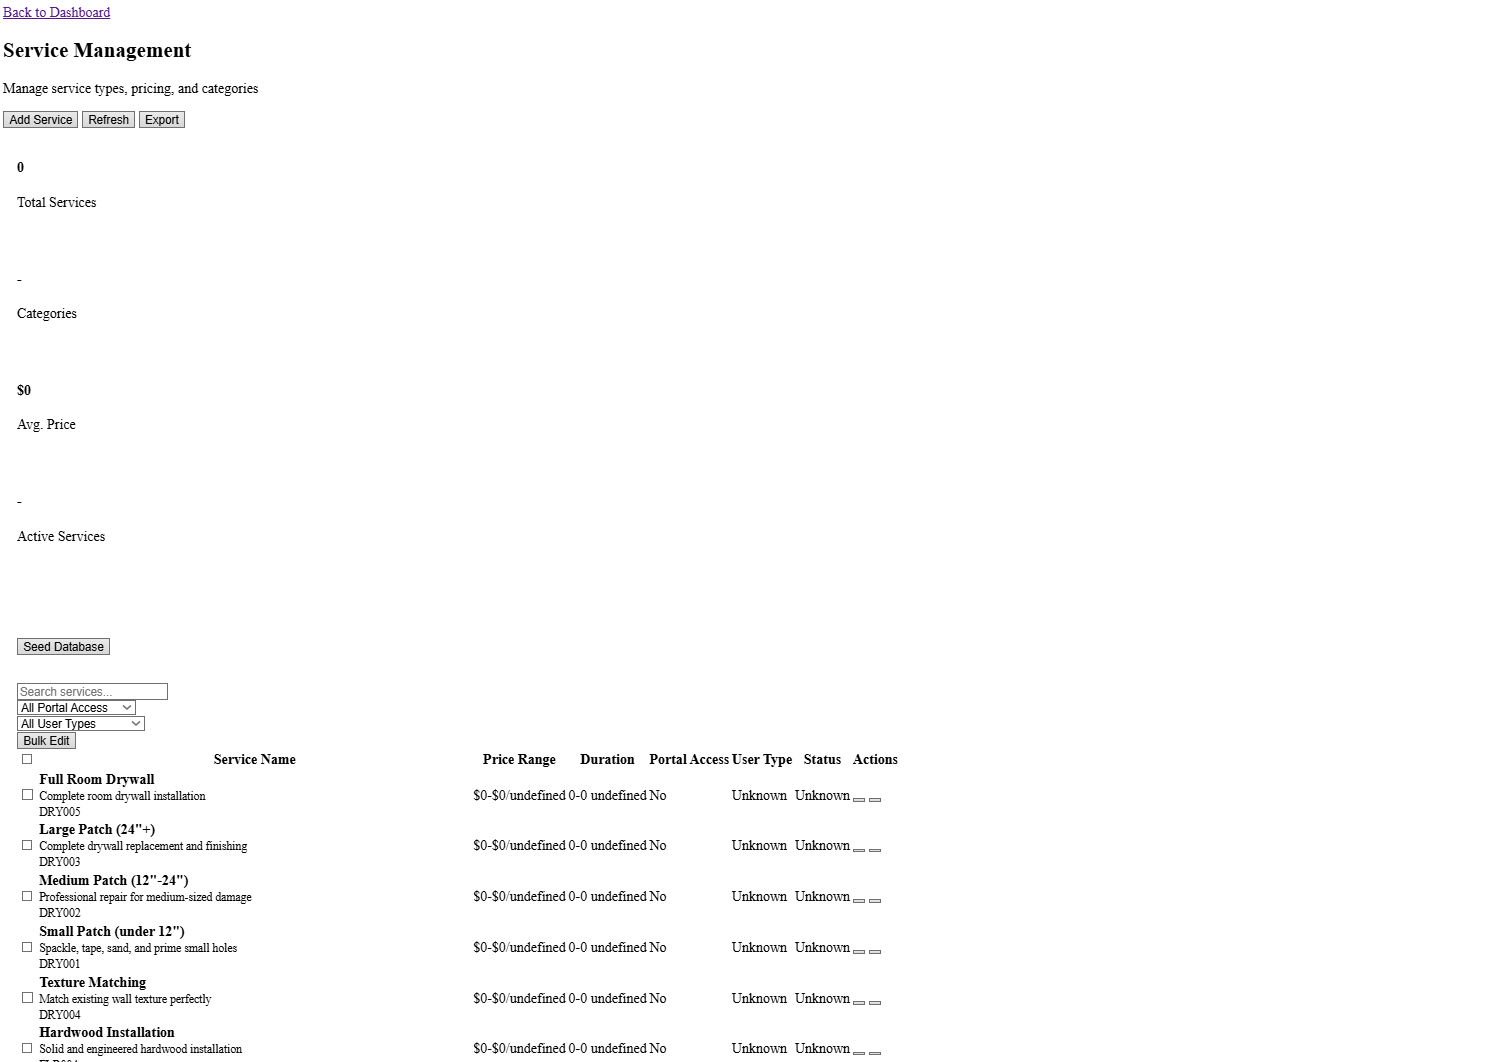 Back to Dashboard
Service Management
Manage service types, pricing, and categories
Add Service Refresh Export
0
Total Services
-
Categories
$0
Avg. Price
-
Active Services
Seed Database
Search services...
All Portal Access
All User Types
Bulk Edit
Service Name Price Range Duration Portal Access User Type Status Actions
Full Room Drywall
Complete room drywall installation $0-$0/undefined 0-0 undefined No Unknown Unknown
DRY005
Large Patch (24"+)
Complete drywall replacement and finishing $0-$0/undefined 0-0 undefined No Unknown Unknown
DRY003
Medium Patch (12"-24")
Professional repair for medium-sized damage $0-$0/undefined 0-0 undefined No Unknown Unknown
DRY002
Small Patch (under 12")
Spackle, tape, sand, and prime small holes $0-$0/undefined 0-0 undefined No Unknown Unknown
DRY001
Texture Matching
Match existing wall texture perfectly $0-$0/undefined 0-0 undefined No Unknown Unknown
DRY004
Hardwood Installation
Solid and engineered hardwood installation $0-$0/undefined 0-0 undefined No Unknown Unknown